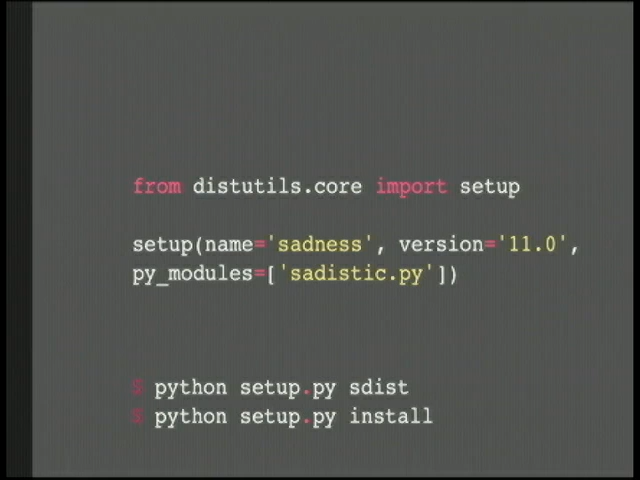 from distutils.core import setup
setup(name='sadness', version='11.0',
py_modules=['sadistic.py'])
$ python setup.py sdist
$ python setup.py install